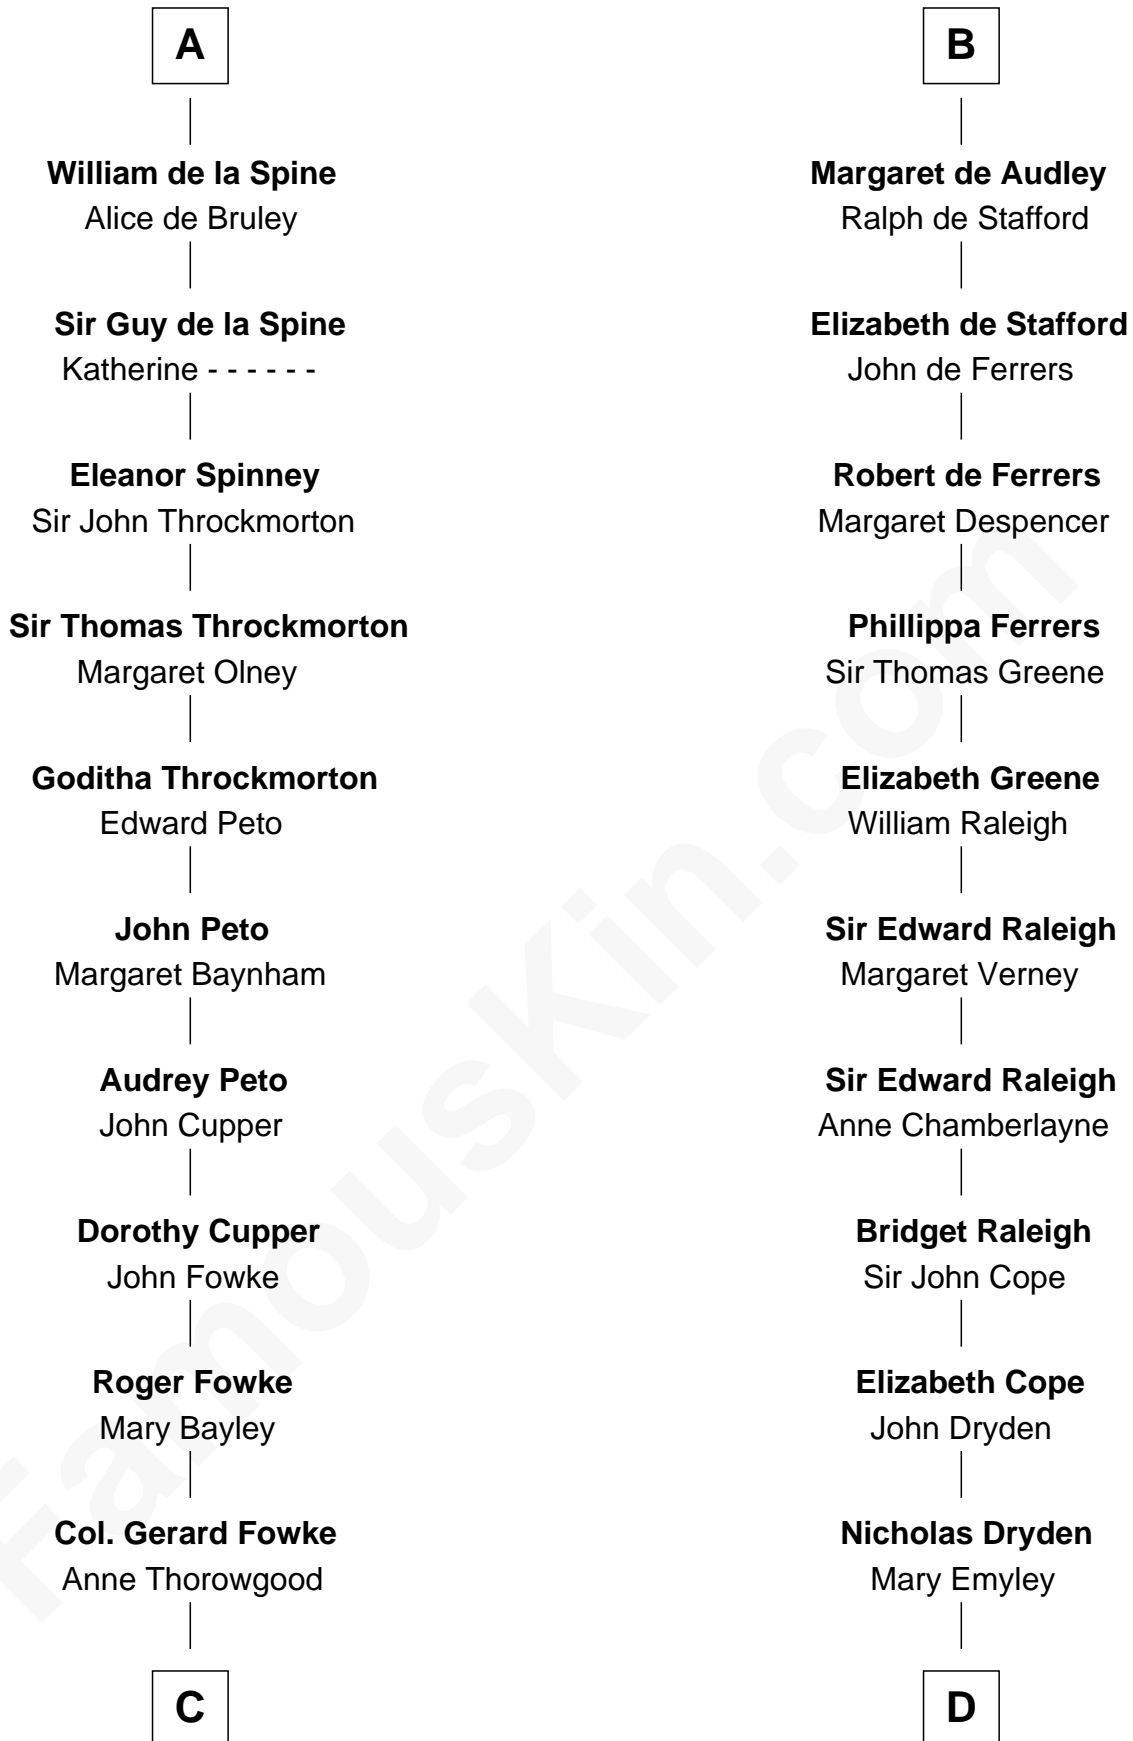 A
William de la Spine
Alice de Bruley
Sir Guy de la Spine
Katherine - - - - - -
Eleanor Spinney
Sir John Throckmorton
Sir Thomas Throckmorton
Margaret Olney
Goditha Throckmorton
Edward Peto
John Peto
Margaret Baynham
Audrey Peto
John Cupper
Dorothy Cupper
John Fowke
Roger Fowke
Mary Bayley
Col. Gerard Fowke
Anne Thorowgood
C
B
Margaret de Audley
Ralph de Stafford
Elizabeth de Stafford
John de Ferrers
Robert de Ferrers
Margaret Despencer
Phillippa Ferrers
Sir Thomas Greene
Elizabeth Greene
William Raleigh
Sir Edward Raleigh
Margaret Verney
Sir Edward Raleigh
Anne Chamberlayne
Bridget Raleigh
Sir John Cope
Elizabeth Cope
John Dryden
Nicholas Dryden
Mary Emyley
D
FamousKin.com